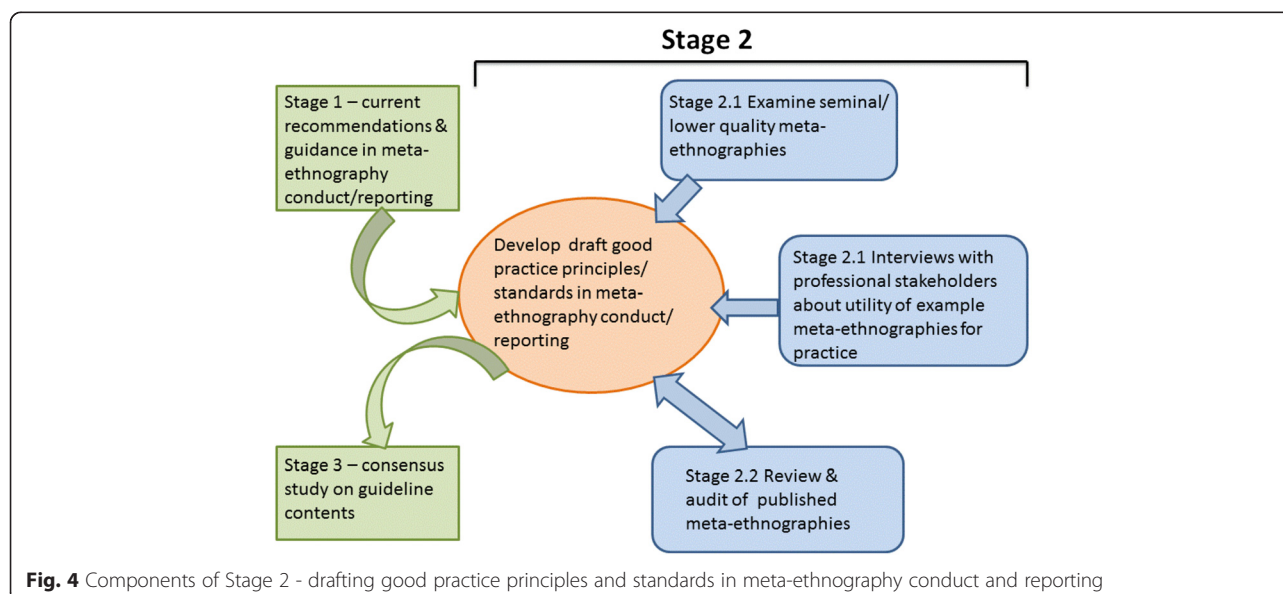 Stage 2
Stage 1 – current
recommendations &
guidance in meta-
ethnography
conduct/reporting
Stage 2.1 Examine seminal/
lower quality meta-
ethnographies
Develop draft good
practice principles/
standards in meta-
ethnography conduct/
reporting
Stage 2.1 Interviews with
professional stakeholders
about utility of example
meta-ethnographies for
practice
Stage 3 – consensus
study on guideline
contents
Stage 2.2 Review &
audit of published
meta-ethnographies
Fig. 4 Components of Stage 2 - drafting good practice principles and standards in meta-ethnography conduct and reporting